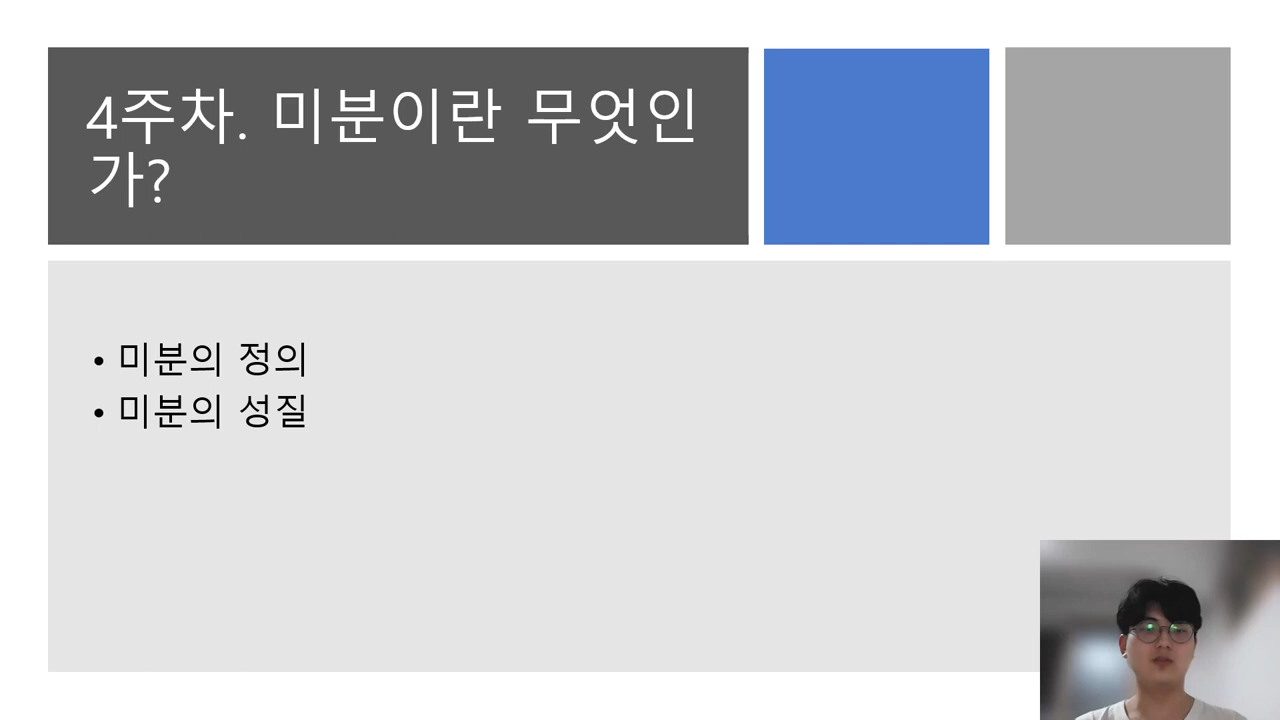 4주차. 미분이란 무엇인
가?
• 미분의 정의
• 미분의 성질